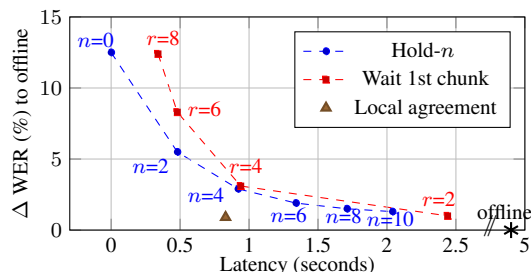 Δ WER (%) to offline
15
10
5
0
n=0
r=8
r=6
n=2
r=4
n=4
n=6
n=8
n=10
r=2
offline
Hold-n
Wait 1st chunk
Local agreement
0 0.5 1 1.5 2 2.5 5
//
Latency (seconds)